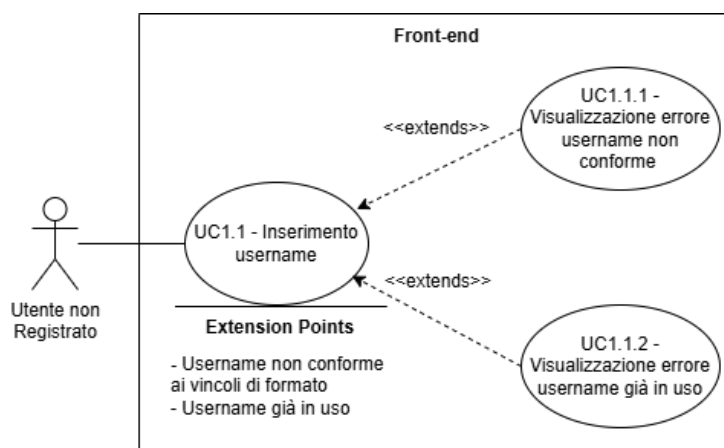 Front-end
UC1.1.1 -
Visualizzazione errore
username non
conforme
<<extends>>
UC1.1 - Inserimento
username
<<extends>>
Utente non
Registrato
Extension Points
- Username non conforme
ai vincoli di formato
- Username già in uso
UC1.1.2 -
Visualizzazione errore
username già in uso